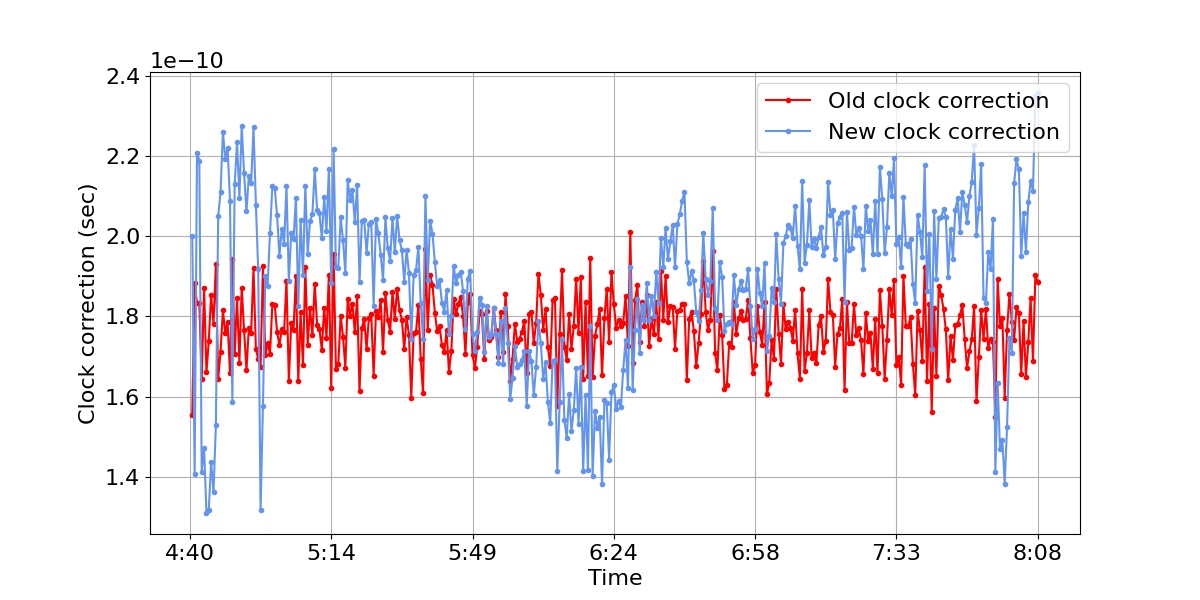 1e−10
2.4
2.2
2.0
1.8
1.6
1.4
Clock correction (sec)
Old clock correction
New clock correction
4:40 5:14 5:49 6:24 6:58 7:33 8:08
Time